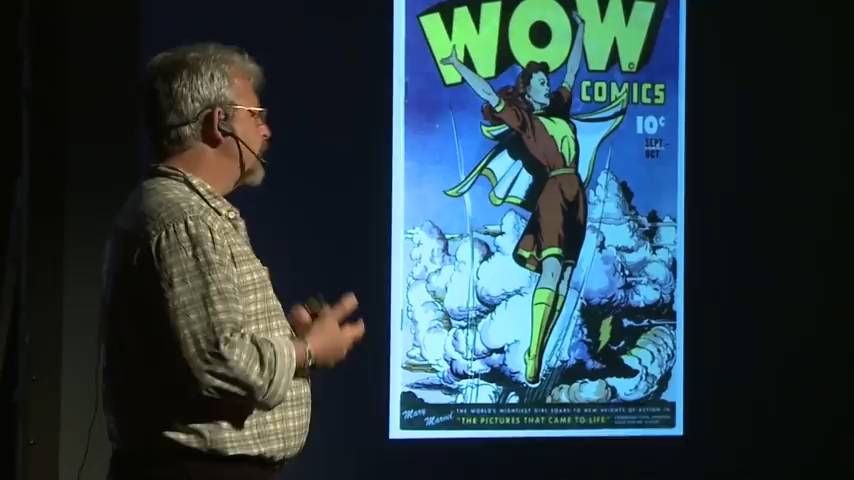 WOW
COMICS
10¢
SEPT.-
OCT.
Mary
Marvel
THE WORLD'S MIGHTIEST GIRL SOARS TO NEW HEIGHTS OF ACTION IN
"THE PICTURES THAT CAME TO LIFE"